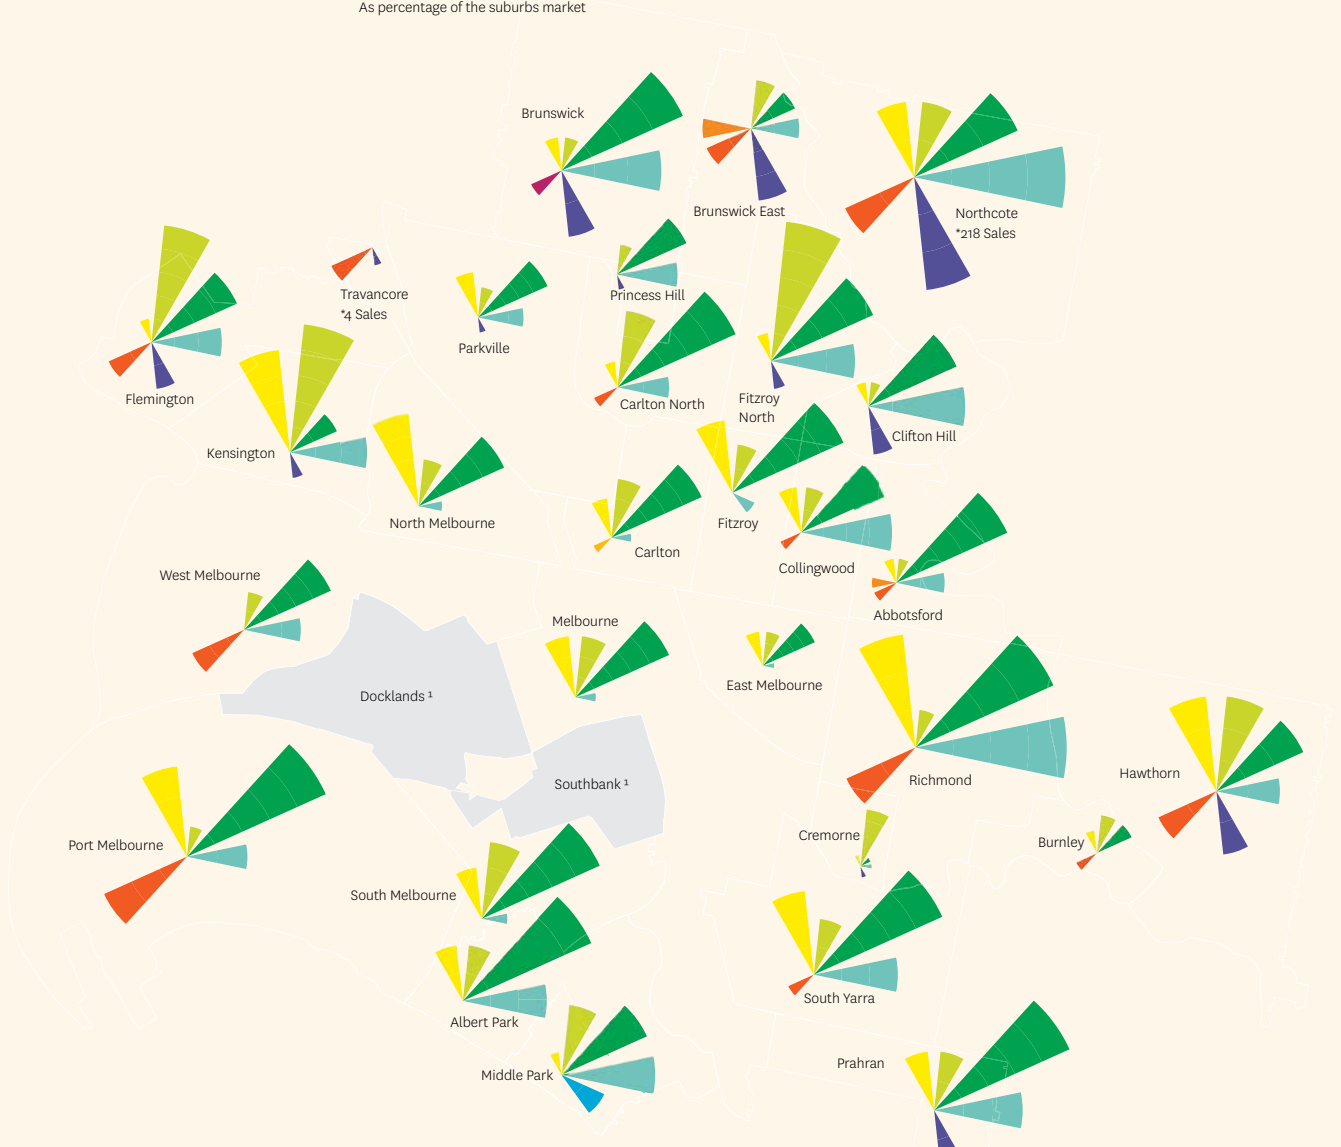 As percentage of the suburbs market
Brunswick
Brunswick East
Northcote
*218 Sales
Travancore
*4 Sales
Princess Hill
Parkville
Flemington
Carlton North
Fitzroy
North
Clifton Hill
Kensington
North Melbourne
Fitzroy
Carlton
Collingwood
West Melbourne
Abbotsford
Melbourne
East Melbourne
Docklands ¹
Hawthorn
Richmond
Southbank ¹
Cremorne
Burnley
Port Melbourne
South Melbourne
South Yarra
Albert Park
Prahran
Middle Park